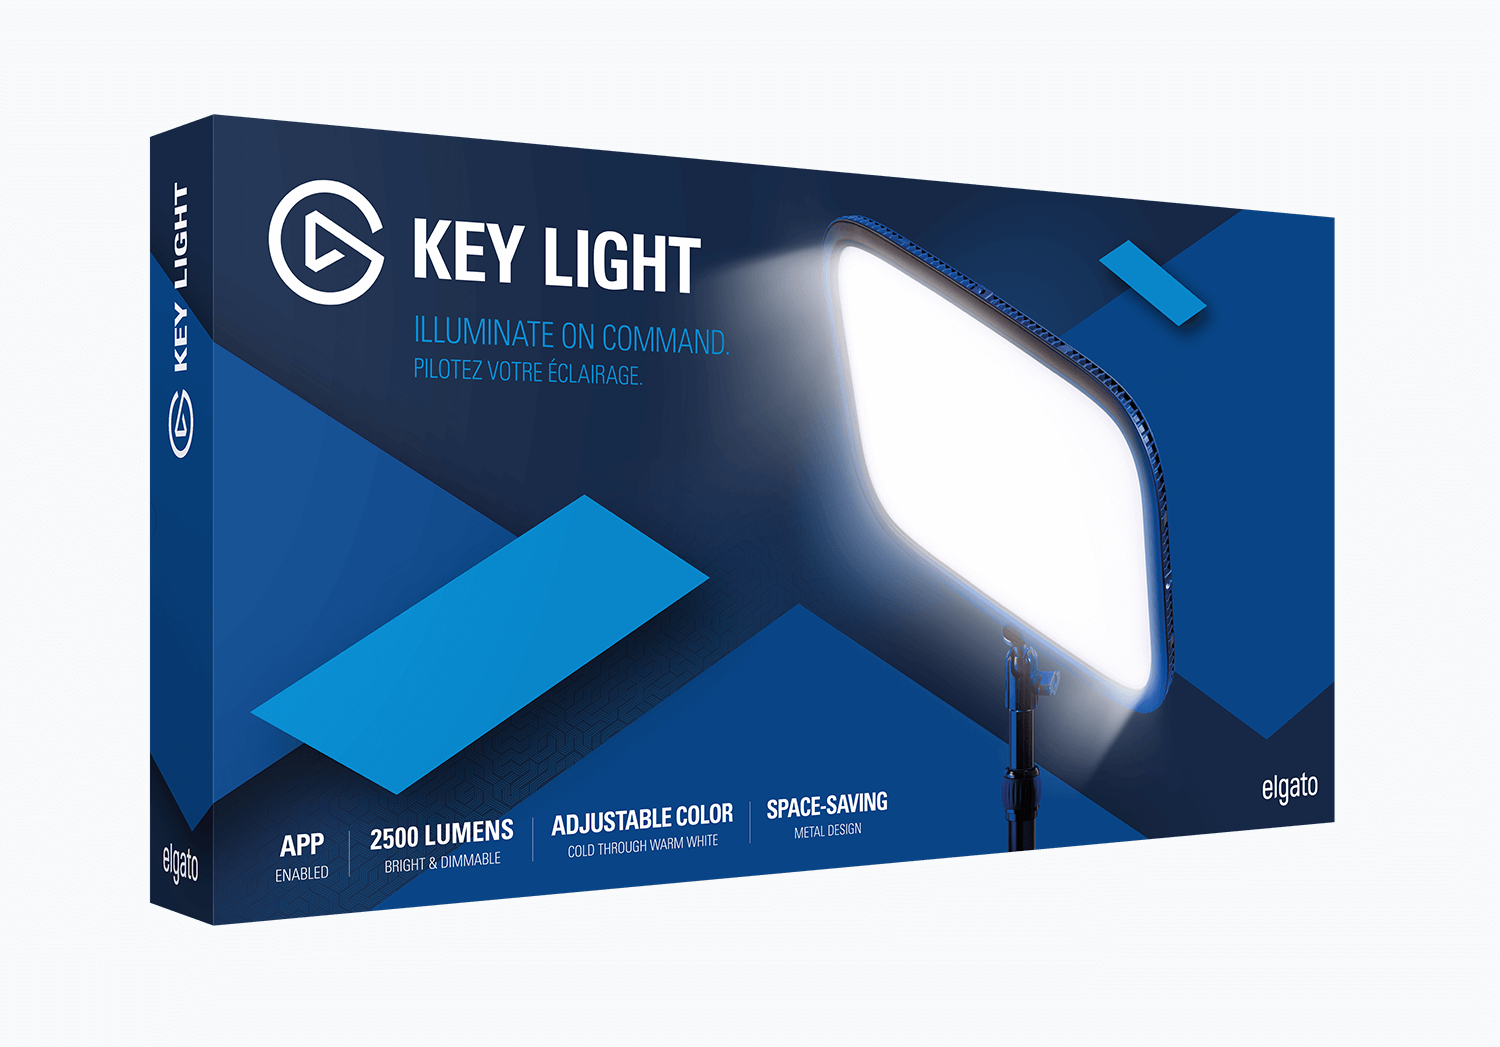 KEY LIGHT
elgato
KEY LIGHT
ILLUMINATE ON COMMAND.
PILOTEZ VOTRE ÉCLAIRAGE.
APP
ENABLED
2500 LUMENS
BRIGHT & DIMMABLE
ADJUSTABLE COLOR
COLD THROUGH WARM WHITE
SPACE-SAVING
METAL DESIGN
elgato